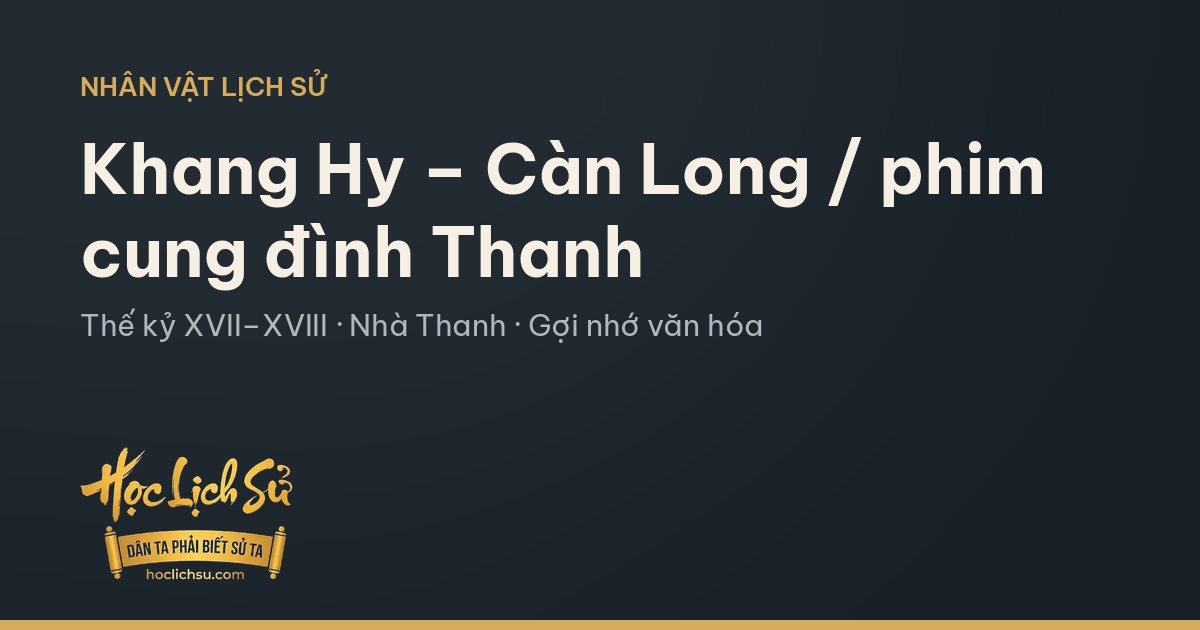 NHÂN VẬT LỊCH SỬ
Khang Hy – Càn Long / phim
cung đình Thanh
Thế kỷ XVII–XVIII · Nhà Thanh · Gợi nhớ văn hóa
Học Lịch Sử
DÂN TA PHẢI BIẾT SỬ TA
hoclichsu.com